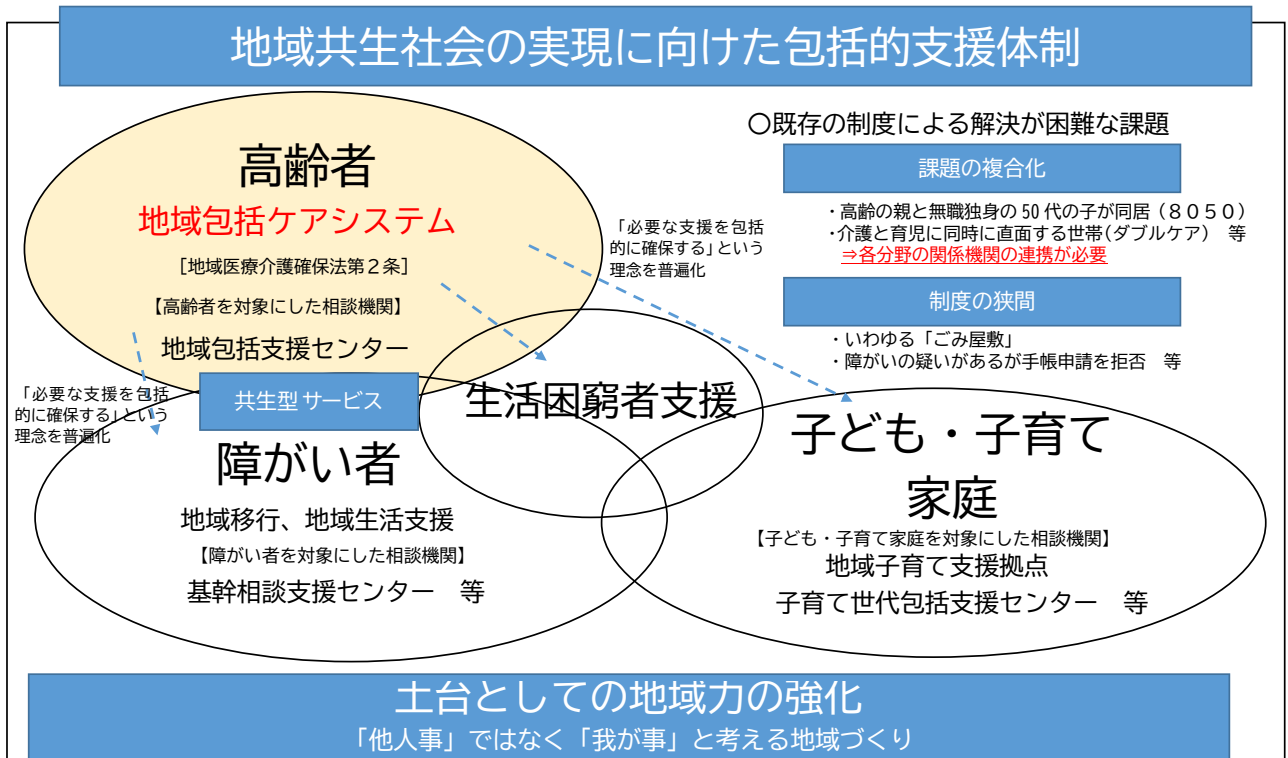 地域共生社会の実現に向けた包括的支援体制
高齢者
地域包括ケアシステム
[地域医療介護確保法第2条]
【高齢者を対象にした相談機関】
地域包括支援センター
「必要な支援を包括
的に確保する」という
理念を普遍化
〇既存の制度による解決が困難な課題
課題の複合化
・高齢の親と無職独身の50代の子が同居(8050)
・介護と育児に同時に直面する世帯(ダブルケア) 等
⇒各分野の関係機関の連携が必要
制度の狭間
・いわゆる「ごみ屋敷」
・障がいの疑いがあるが手帳申請を拒否 等
「必要な支援を包括
的に確保する」という
理念を普遍化
共生型サービス
生活困窮者支援
障がい者
地域移行、地域生活支援
【障がい者を対象にした相談機関】
基幹相談支援センター 等
子ども・子育て
家庭
【子ども・子育て家庭を対象にした相談機関】
地域子育て支援拠点
子育て世代包括支援センター 等
土台としての地域力の強化
「他人事」ではなく「我が事」と考える地域づくり